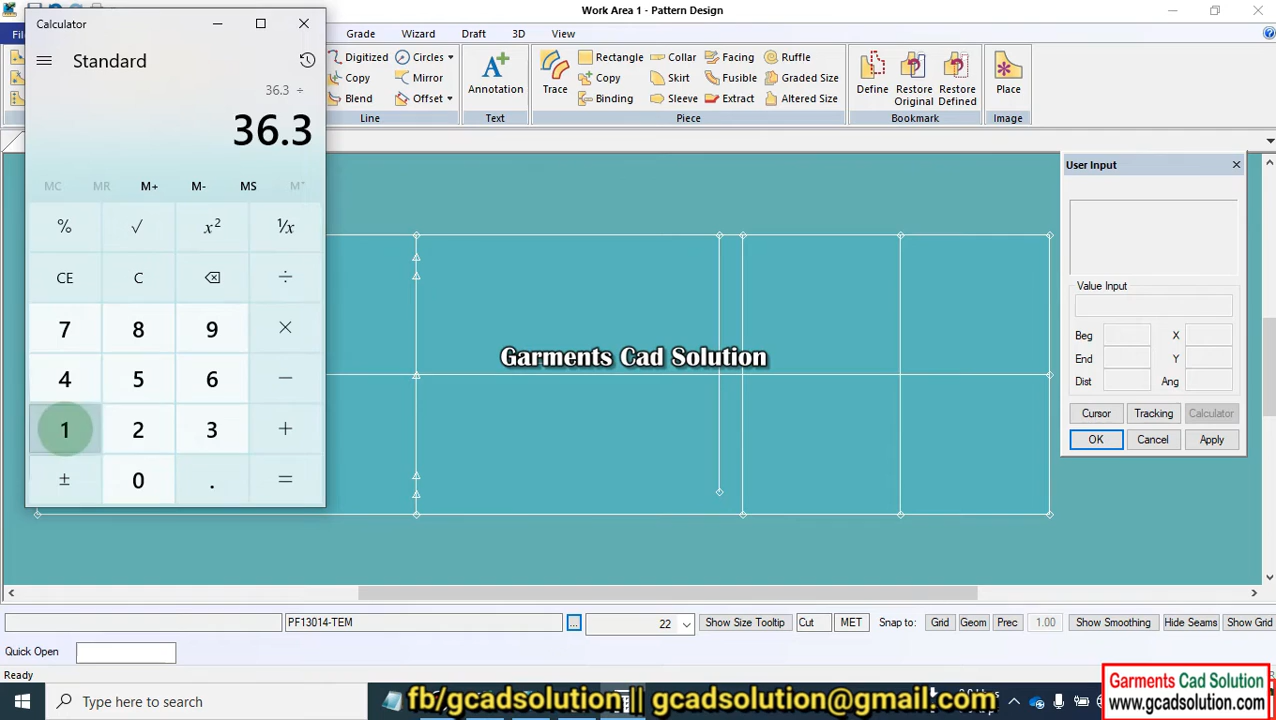 Calculator
Work Area 1 - Pattern Design
Grade Wizard Draft 3D View
Standard
36.3 ÷
36.3
MC MR M+ M- MS
% √ x² ¹/x
CE C ÷
7 8 9 ×
4 5 6 −
1 2 3 +
± 0 . =
Digitized Circles
Copy Mirror
Blend Offset
Line
Annotation
Text
Trace
Rectangle Collar Facing Ruffle
Copy Skirt Fusible Graded Size
Binding Sleeve Extract Altered Size
Piece
Define Restore Original Restore Defined
Bookmark
Place
Image
User Input
Value Input
Beg X
End Y
Dist Ang
Cursor Tracking Calculator
OK Cancel Apply
Garments Cad Solution
PF13014-TEM ... 22 Show Size Tooltip Cut MET Snap to: Grid Geom Prec 1.00 Show Smoothing Hide Seams Show Grid
Quick Open
Ready
Type here to search
fb/gcadsolution || gcadsolution@gmail.com
Garments Cad Solution
www.gcadsolution.com